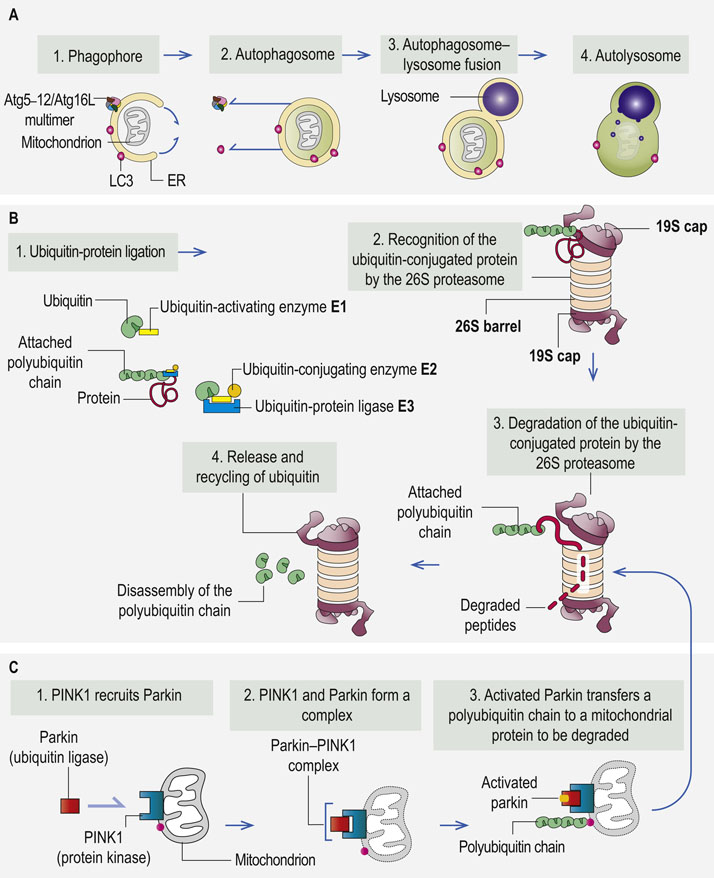 A
1. Phagophore
2. Autophagosome
3. Autophagosome–
lysosome fusion
4. Autolysosome
Atg5–12/Atg16L
multimer
Mitochondrion
LC3
ER
Lysosome
B
1. Ubiquitin-protein ligation
2. Recognition of the
ubiquitin-conjugated protein
by the 26S proteasome
19S cap
26S barrel
19S cap
Ubiquitin
Ubiquitin-activating enzyme E1
Attached
polyubiquitin
chain
Protein
Ubiquitin-conjugating enzyme E2
Ubiquitin-protein ligase E3
3. Degradation of the ubiquitin-
conjugated protein by the
26S proteasome
4. Release and
recycling of ubiquitin
Attached
polyubiquitin
chain
Disassembly of the
polyubiquitin chain
Degraded
peptides
C
1. PINK1 recruits Parkin
2. PINK1 and Parkin form a
complex
3. Activated Parkin transfers a
polyubiquitin chain to a mitochondrial
protein to be degraded
Parkin
(ubiquitin ligase)
PINK1
(protein kinase)
Mitochondrion
Parkin–PINK1
complex
Activated
parkin
Polyubiquitin chain